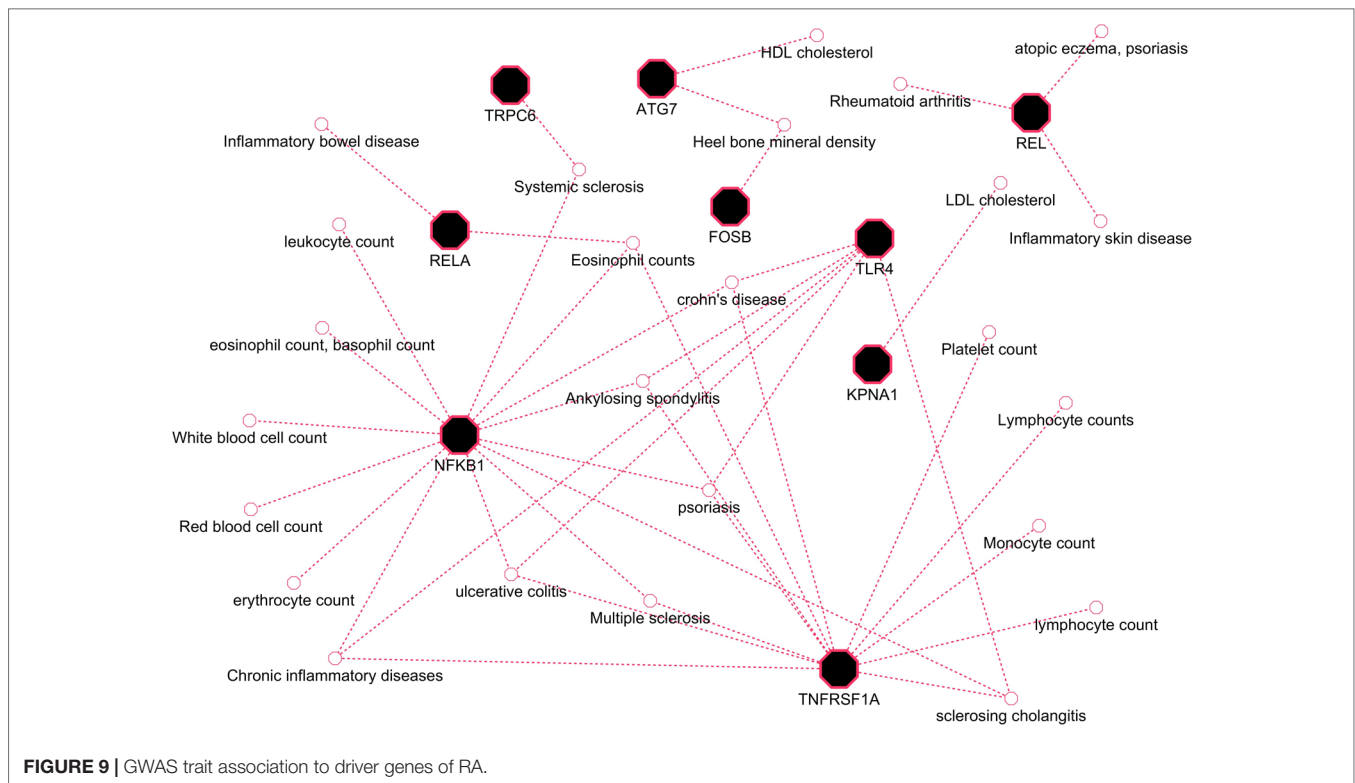 HDL cholesterol
atopic eczema, psoriasis
TRPC6
ATG7
Rheumatoid arthritis
REL
Inflammatory bowel disease
Heel bone mineral density
Systemic sclerosis
LDL cholesterol
leukocyte count
RELA
FOSB
Inflammatory skin disease
Eosinophil counts
TLR4
crohn's disease
eosinophil count, basophil count
Platelet count
Ankylosing spondylitis
KPNA1
Lymphocyte counts
White blood cell count
NFKB1
psoriasis
Red blood cell count
Monocyte count
erythrocyte count
ulcerative colitis
Multiple sclerosis
lymphocyte count
Chronic inflammatory diseases
TNFRSF1A
sclerosing cholangitis
FIGURE 9 | GWAS trait association to driver genes of RA.